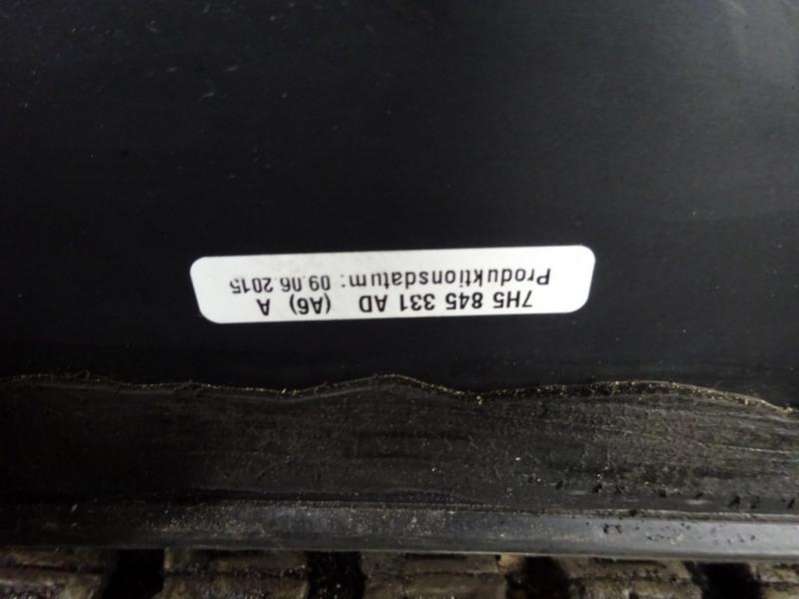 7H5 845 331 AD (A6) A
Produktionsdatum: 09.06.2015